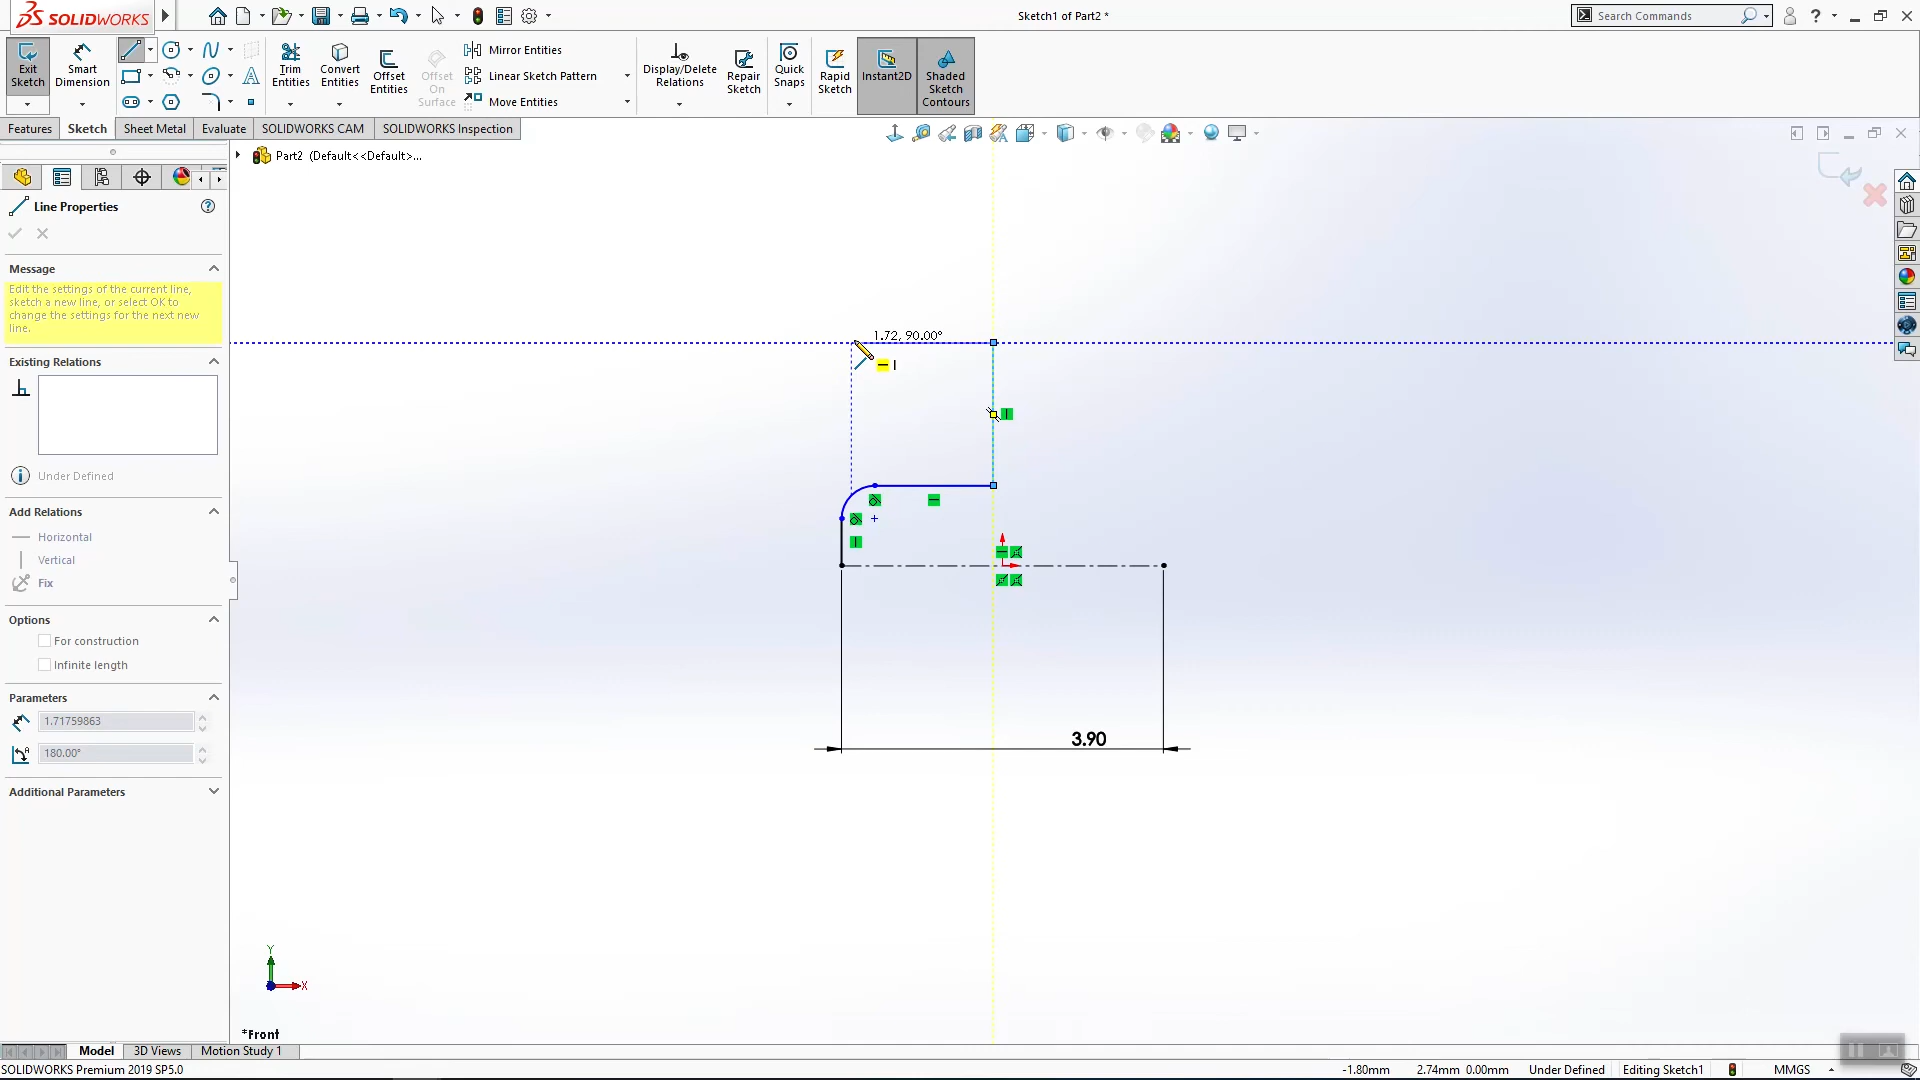 SOLIDWORKS
Sketch1 of Part2 *
Search Commands
Exit Sketch
Smart Dimension
Trim Entities
Convert Entities
Offset Entities
Offset On Surface
Mirror Entities
Linear Sketch Pattern
Move Entities
Display/Delete Relations
Repair Sketch
Quick Snaps
Rapid Sketch
Instant2D
Shaded Sketch Contours
Features
Sketch
Sheet Metal
Evaluate
SOLIDWORKS CAM
SOLIDWORKS Inspection
Part2 (Default<<Default>...
Line Properties
Message
Edit the settings of the current line,
sketch a new line, or select OK to
change the settings for the next new
line.
Existing Relations
Under Defined
Add Relations
Horizontal
Vertical
Fix
Options
For construction
Infinite length
Parameters
1.71759863
180.00°
Additional Parameters
1.72, 90.00°
3.90
Y
X
*Front
Model
3D Views
Motion Study 1
SOLIDWORKS Premium 2019 SP5.0
-1.80mm
2.74mm
0.00mm
Under Defined
Editing Sketch1
MMGS